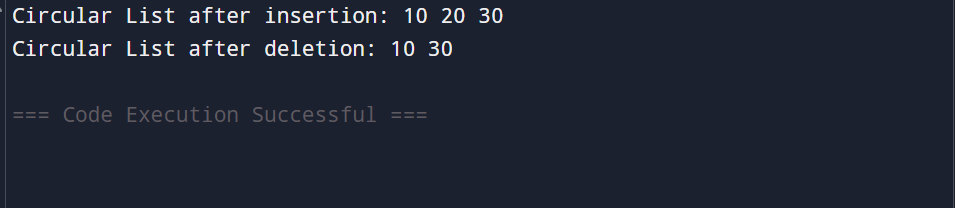 Circular List after insertion: 10 20 30
Circular List after deletion: 10 30
=== Code Execution Successful ===